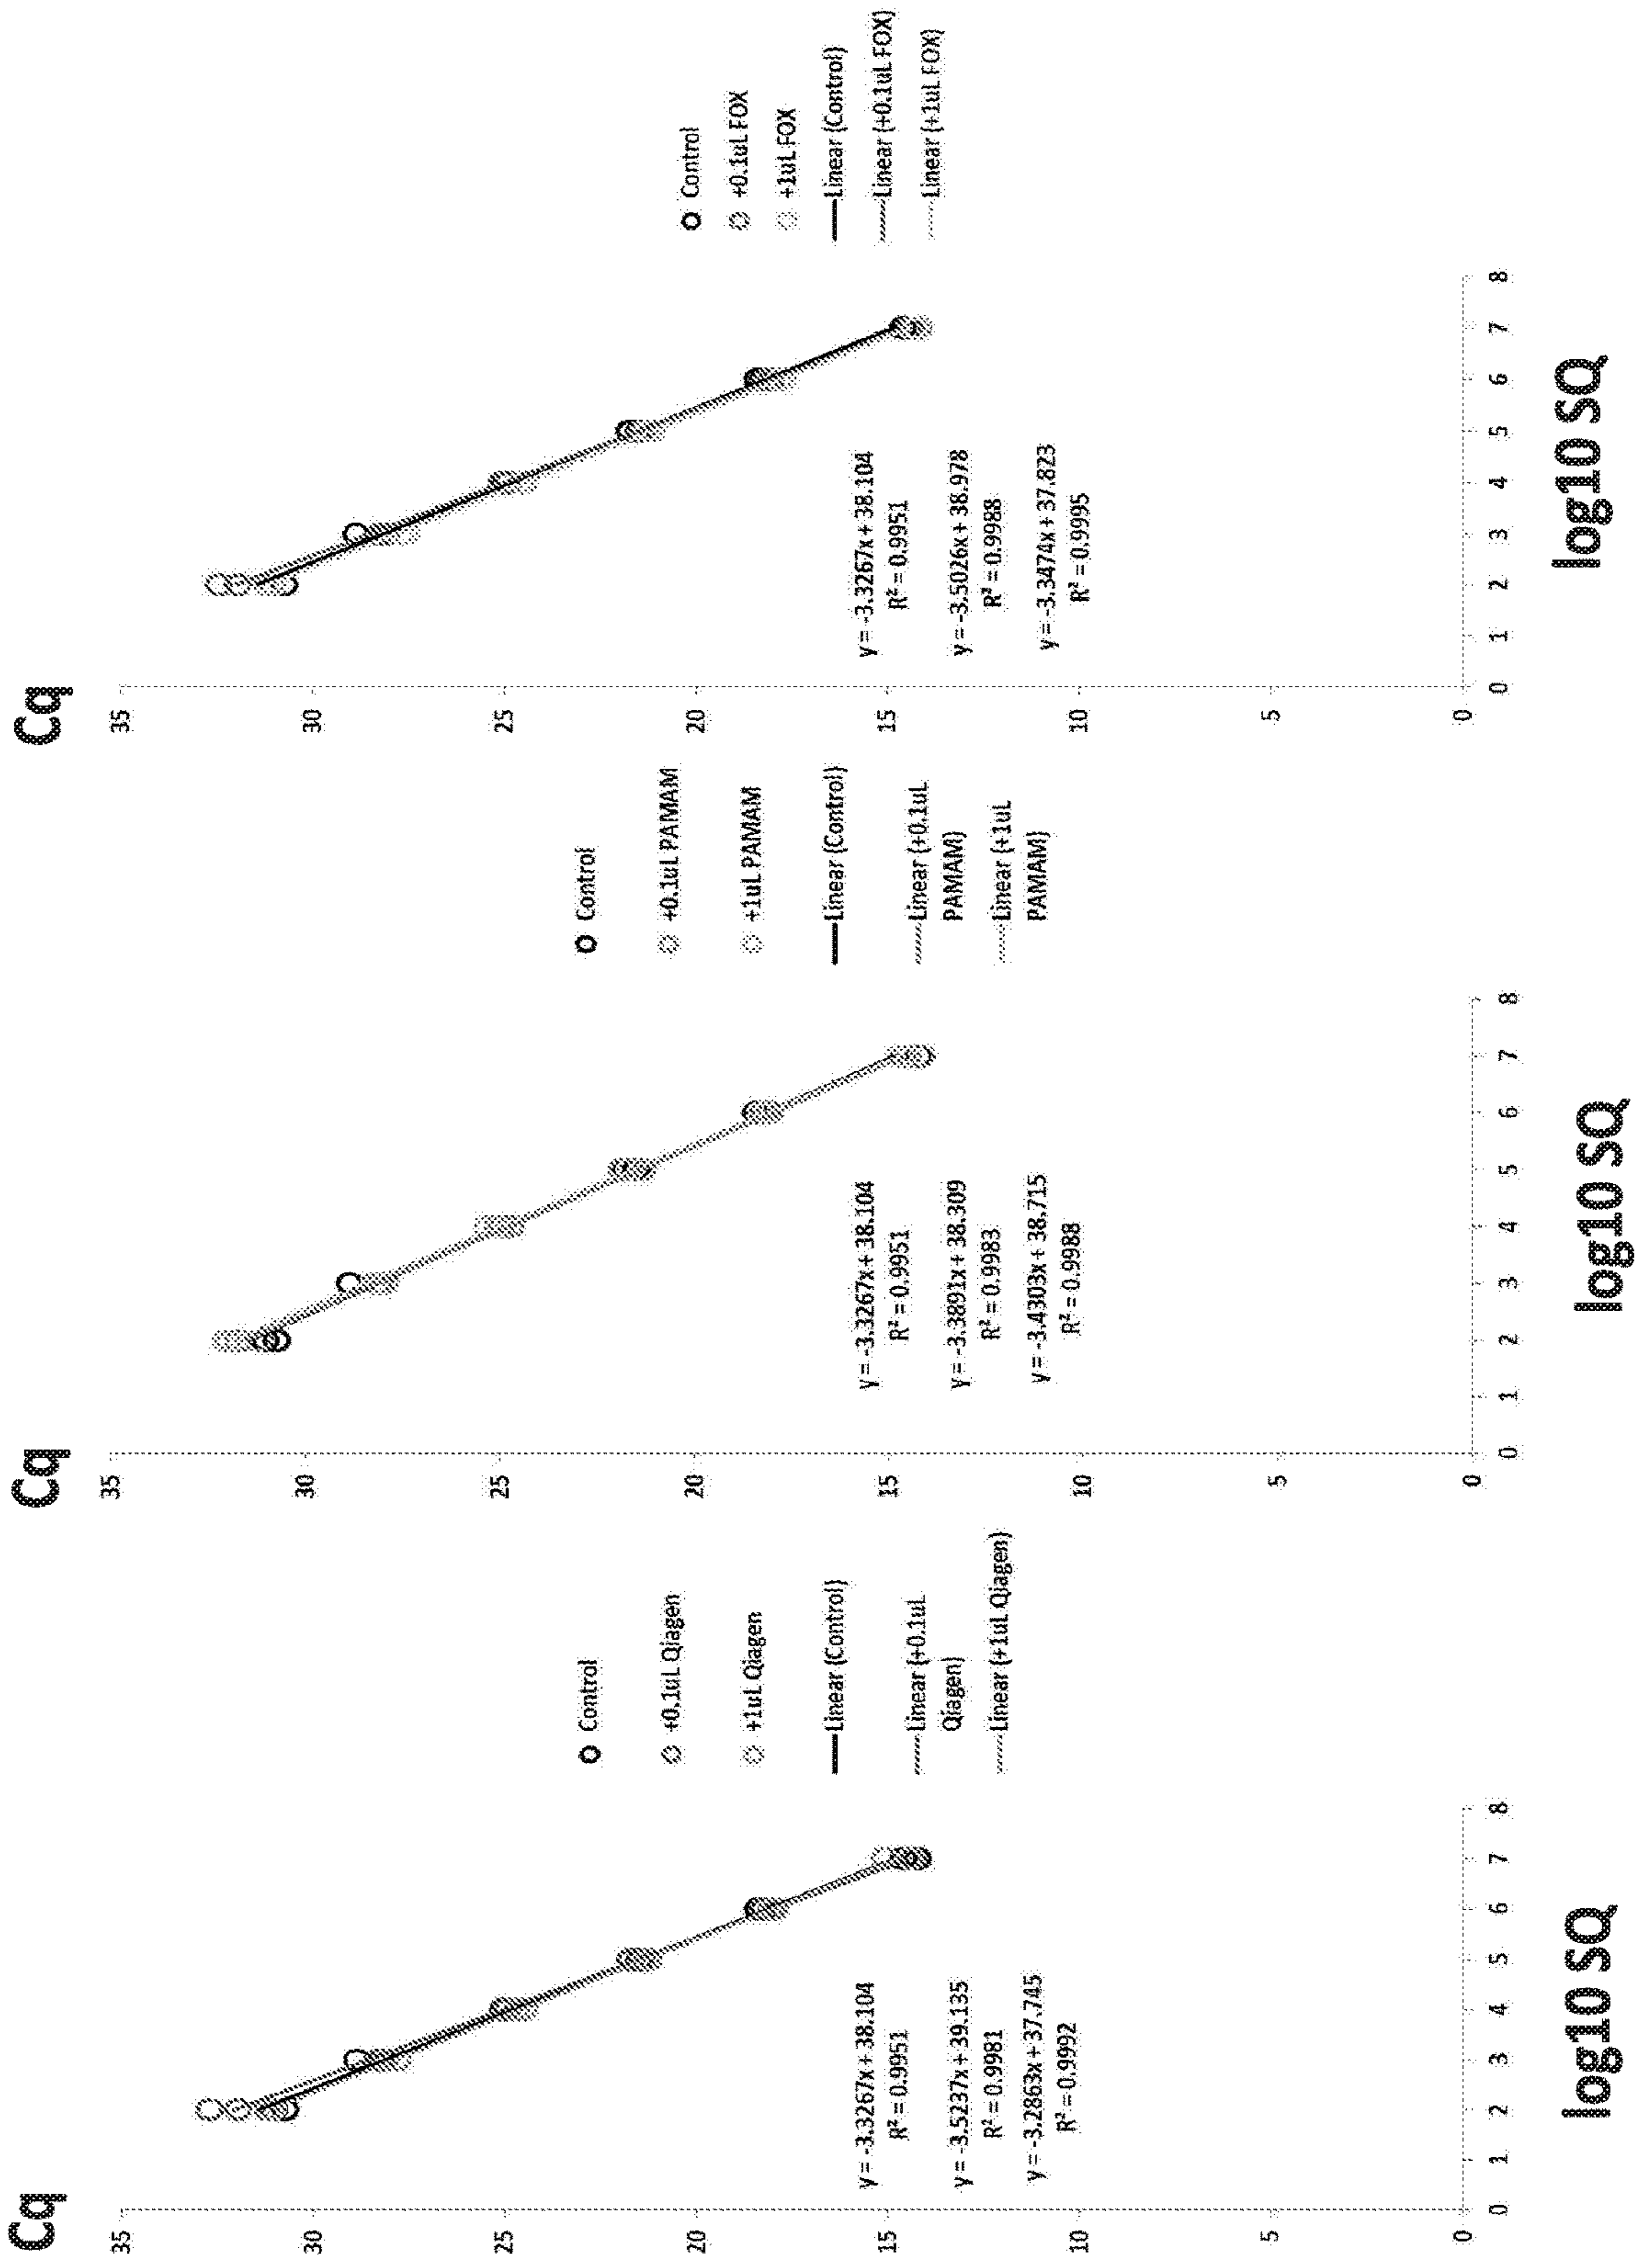 Cq
35
30
25
20
15
10
5
0
0 1 2 3 4 5 6 7 8
log10 SQ
y = -3.3267x + 38.104
R² = 0.9951
y = -3.5237x + 39.135
R² = 0.9981
y = -3.2863x + 37.745
R² = 0.9992
Control
+0.1uL Qiagen
+1uL Qiagen
Linear (Control)
Linear (+0.1uL
Qiagen)
Linear (+1uL Qiagen)
Cq
35
30
25
20
15
10
5
0
0 1 2 3 4 5 6 7 8
log10 SQ
y = -3.3267x + 38.104
R² = 0.9951
y = -3.3891x + 38.309
R² = 0.9983
y = -3.4303x + 38.715
R² = 0.9988
Control
+0.1uL PAMAM
+1uL PAMAM
Linear (Control)
Linear (+0.1uL
PAMAM)
Linear (+1uL
PAMAM)
Cq
35
30
25
20
15
10
5
0
0 1 2 3 4 5 6 7 8
log10 SQ
y = -3.3267x + 38.104
R² = 0.9951
y = -3.5026x + 38.978
R² = 0.9988
y = -3.3474x + 37.823
R² = 0.9995
Control
+0.1uL FOX
+1uL FOX
Linear (Control)
Linear (+0.1uL FOX)
Linear (+1uL FOX)